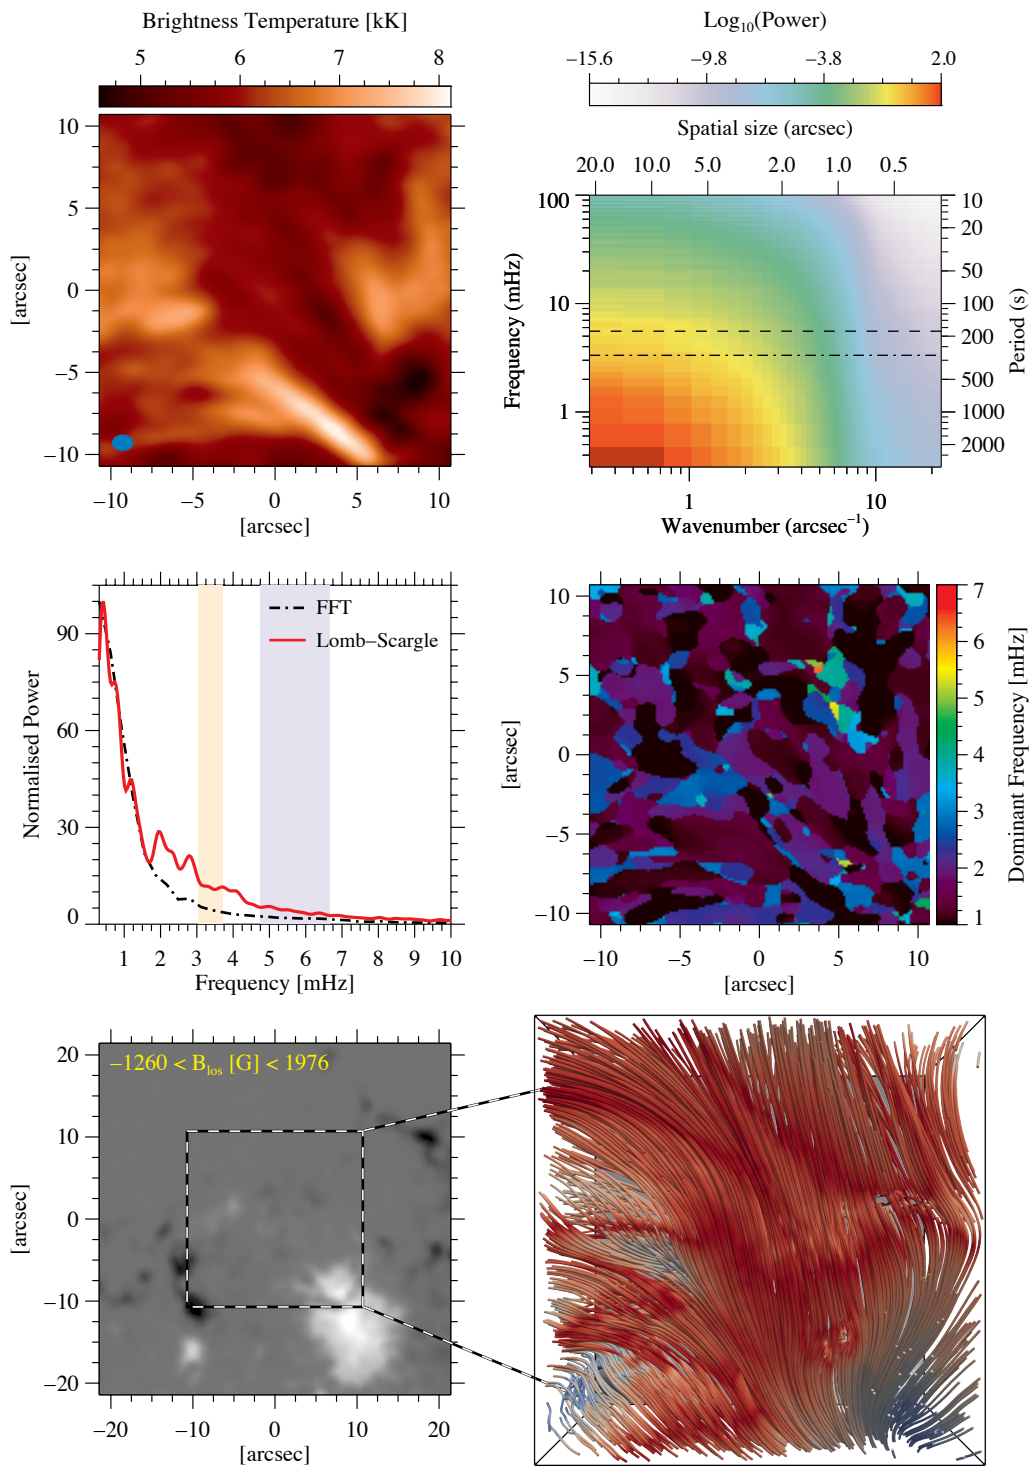 Brightness Temperature [kK]
5 6 7 8
10
5
0
−5
−10
[arcsec]
−10 −5 0 5 10
[arcsec]
Log10(Power)
−15.6 −9.8 −3.8 2.0
Spatial size (arcsec)
20.0 10.0 5.0 2.0 1.0 0.5
100
10
1
Frequency (mHz)
10
20
50
100
200
500
1000
2000
Period (s)
1 10
Wavenumber (arcsec−1)
FFT
Lomb−Scargle
90
60
30
0
Normalised Power
1 2 3 4 5 6 7 8 9 10
Frequency [mHz]
10
5
0
−5
−10
[arcsec]
−10 −5 0 5 10
[arcsec]
7
6
5
4
3
2
1
Dominant Frequency [mHz]
−1260 < Blos [G] < 1976
20
10
0
−10
−20
[arcsec]
−20 −10 0 10 20
[arcsec]